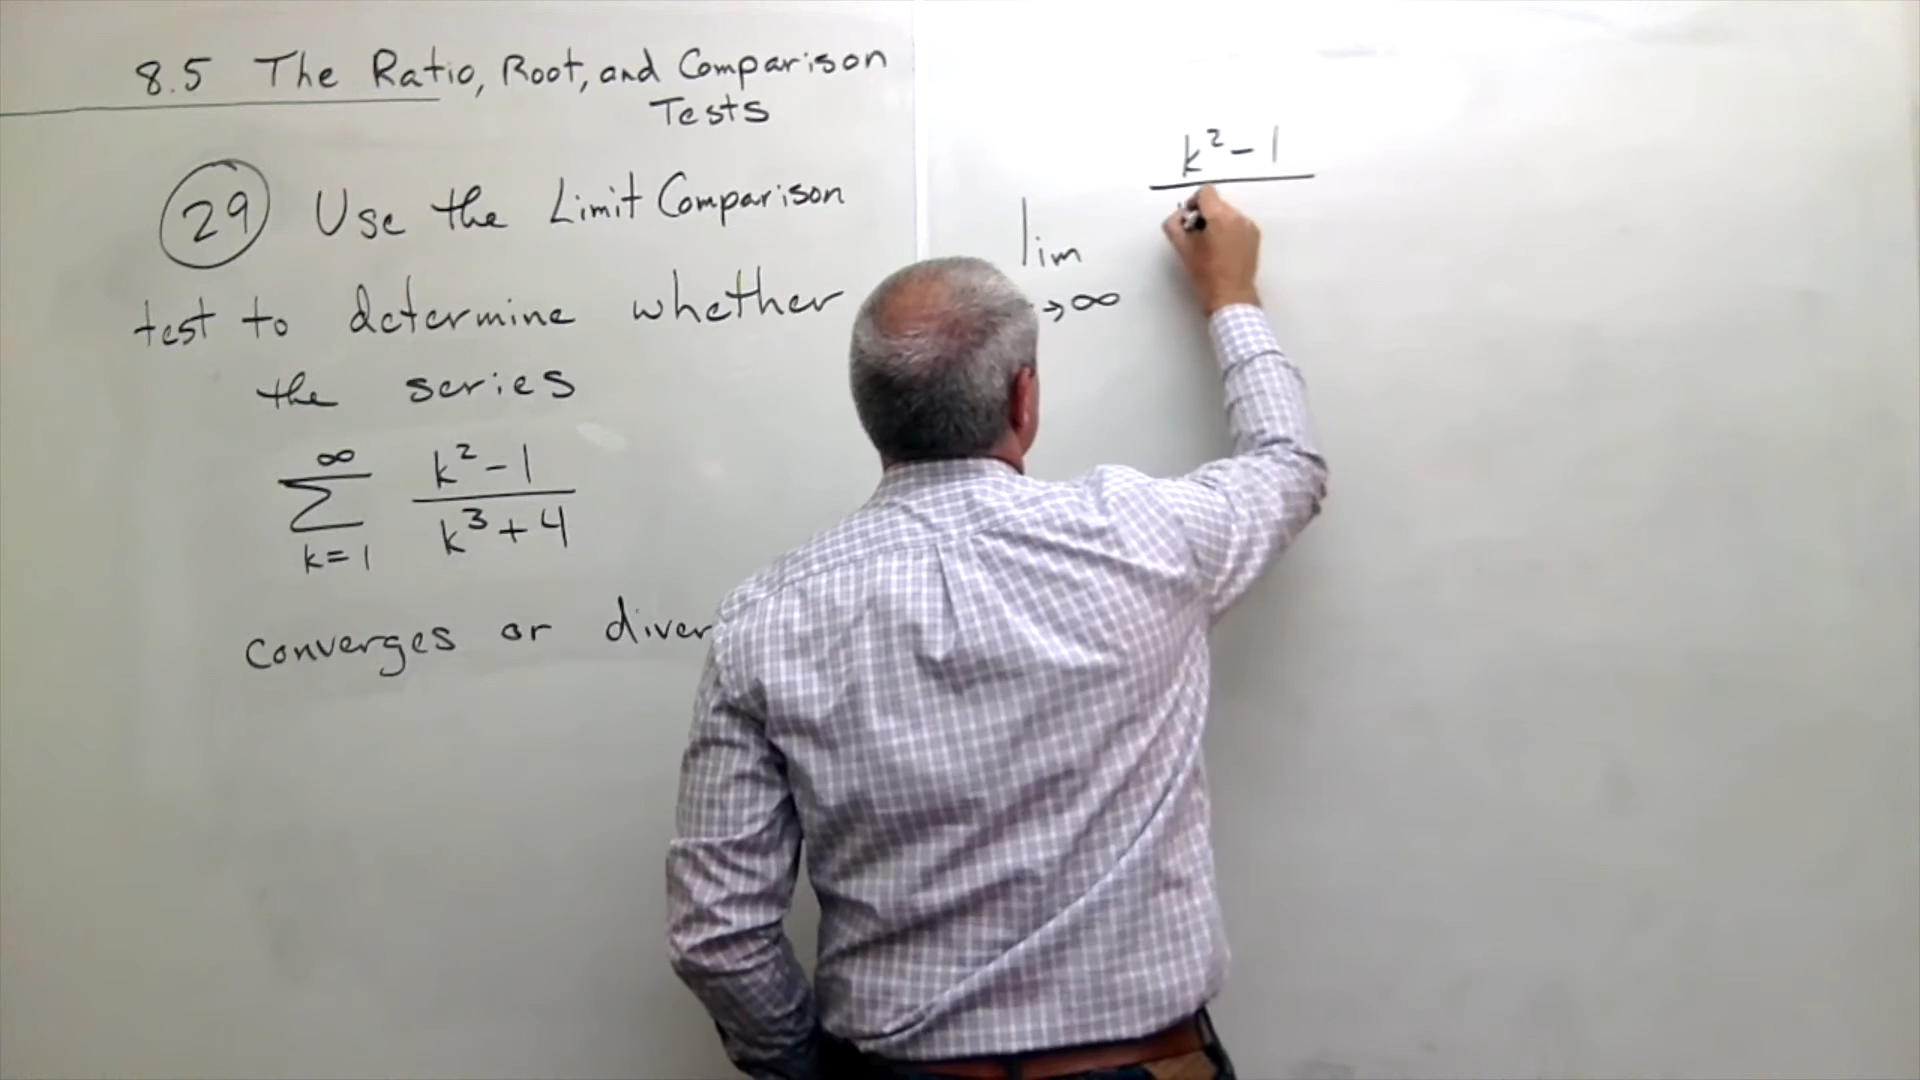 8.5 The Ratio, Root, and Comparison
Tests
29 Use the Limit Comparison
test to determine whether
the series
∞
∑ (k² - 1)/(k³ + 4)
k=1
converges or diver
lim
→∞
k² - 1